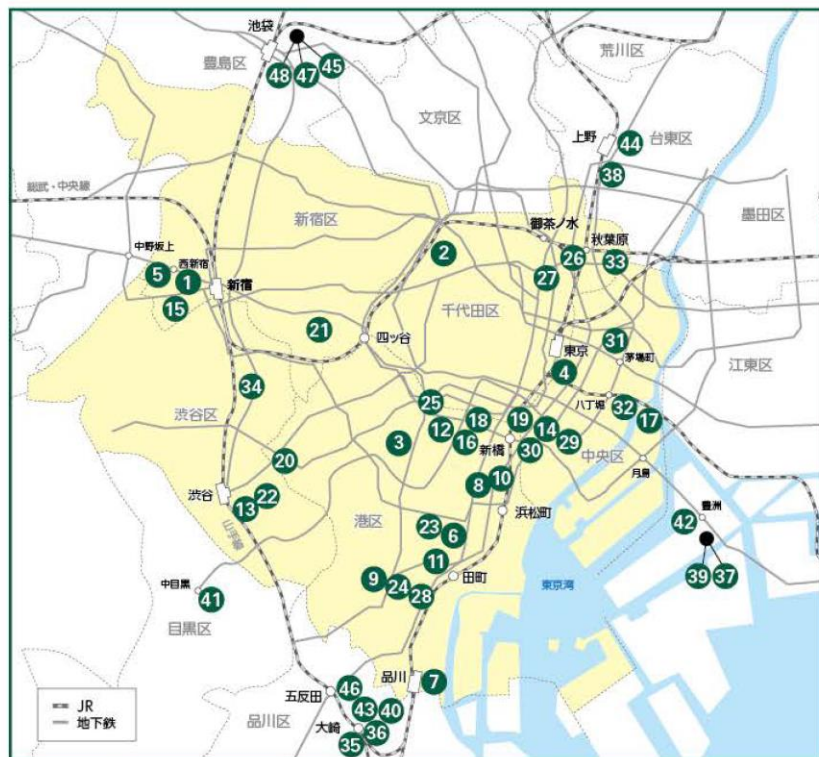 池袋
荒川区
豊島区
48 47 45
文京区
上野
44
台東区
38
総武・中央線
新宿区
御茶ノ水
墨田区
中野坂上
西新宿
2
秋葉原
26
33
5
1
新宿
27
15
千代田区
21
四ッ谷
31
東京
茅場町
江東区
4
34
八丁堀
25
32
17
渋谷区
12
18
19
14
3
16
新橋
30
29
中央区
20
月島
8
10
渋谷
22
13
浜松町
豊洲
港区
42
山手線
23
6
11
9
田町
39
37
24
28
中目黒
41
東京湾
目黒区
品川
7
46
五反田
43
40
JR
地下鉄
品川区
大崎
36
35